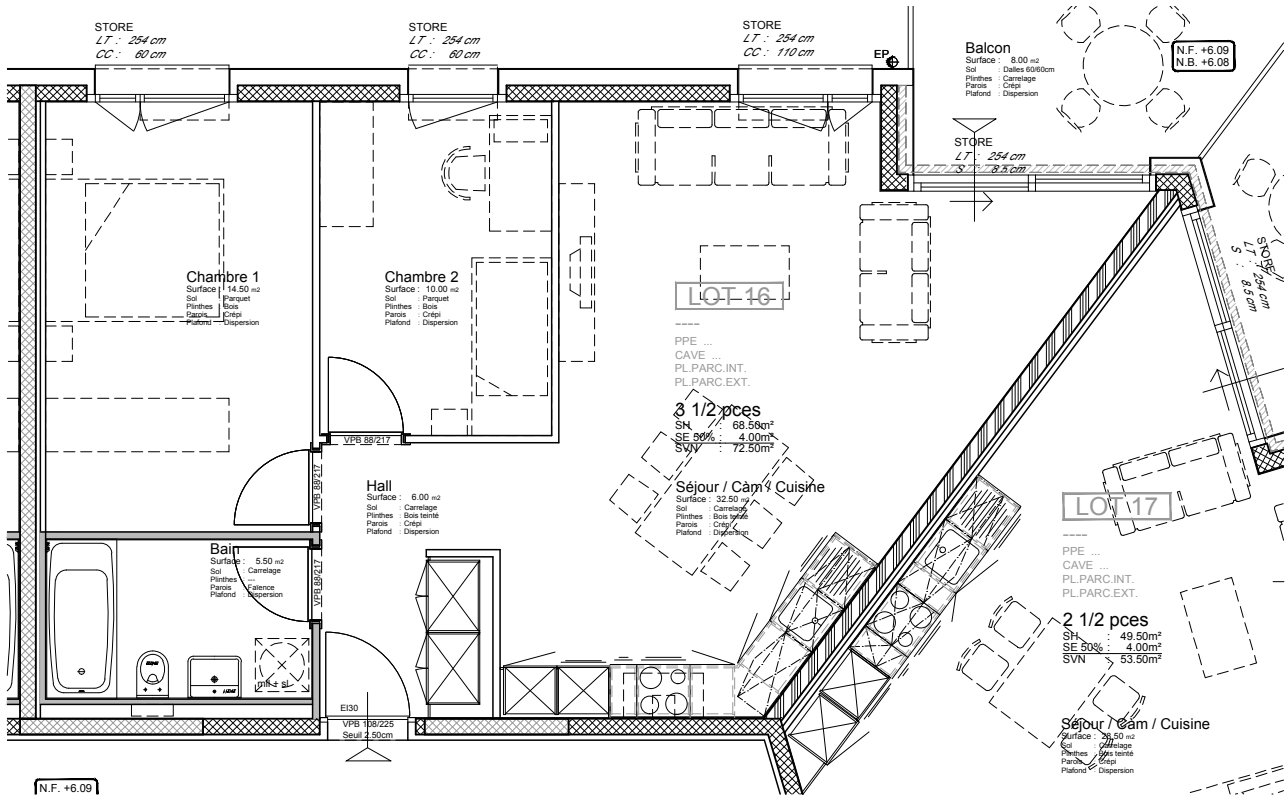 STORE
LT : 254 cm
CC : 60 cm
STORE
LT : 254 cm
CC : 60 cm
STORE
LT : 254 cm
CC : 110 cm
EP
Balcon
Surface : 8.00 m2
Sol : Dalles 60/60cm
Plinthes : Carrelage
Parois : Crépi
Plafond : Dispersion
N.F. +6.09
N.B. +6.08
STORE
LT : 254 cm
S : 8.5 cm
STORE
LT : 254 cm
S : 8.5 cm
Chambre 1
Surface : 14.50 m2
Sol : Parquet
Plinthes : Bois
Parois : Crépi
Plafond : Dispersion
Chambre 2
Surface : 10.00 m2
Sol : Parquet
Plinthes : Bois
Parois : Crépi
Plafond : Dispersion
LOT 16
----
PPE ...
CAVE ...
PL.PARC.INT.
PL.PARC.EXT.
3 1/2 pces
SH : 68.50m²
SE 50% : 4.00m²
SVN : 72.50m²
Séjour / Càm / Cuisine
Surface : 32.50 m2
Sol : Carrelage
Plinthes : Bois teinté
Parois : Crépi
Plafond : Dispersion
VPB 88/217
VPB 88/217
VPB 88/217
Hall
Surface : 6.00 m2
Sol : Carrelage
Plinthes : Bois teinté
Parois : Crépi
Plafond : Dispersion
Bain
Surface : 5.50 m2
Sol : Carrelage
Plinthes : ---
Parois : Faïence
Plafond : Dispersion
ml + sl
EI30
VPB 108/225
Seuil 2.50cm
LOT 17
----
PPE ...
CAVE ...
PL.PARC.INT.
PL.PARC.EXT.
2 1/2 pces
SH : 49.50m²
SE 50% : 4.00m²
SVN : 53.50m²
Séjour / Càm / Cuisine
Surface : 28.50 m2
Sol : Carrelage
Plinthes : Bois teinté
Parois : Crépi
Plafond : Dispersion
N.F. +6.09